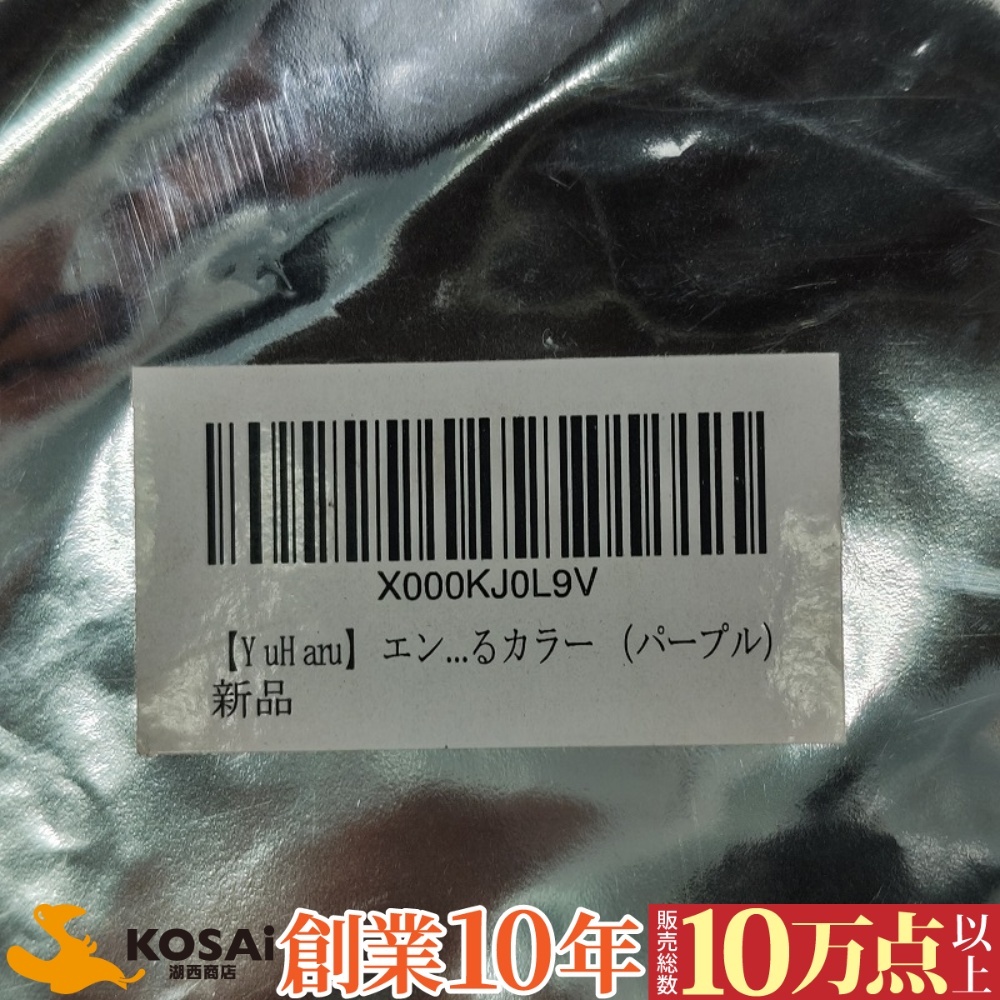 X000KJ0L9V
【YuHaru】 エン...るカラー （パープル）
新品
KOSAi
湖西商店
創業10年
販売総数
10万点以上